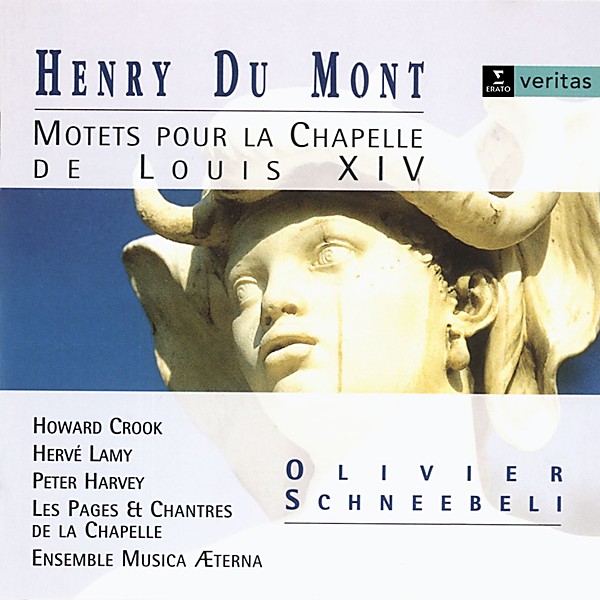 HENRY DU MONT
ERATO
veritas
MOTETS POUR LA CHAPELLE
DE LOUIS XIV
HOWARD CROOK
HERVÉ LAMY
PETER HARVEY
LES PAGES & CHANTRES
DE LA CHAPELLE
ENSEMBLE MUSICA ÆTERNA
OLIVIER
SCHNEEBELI